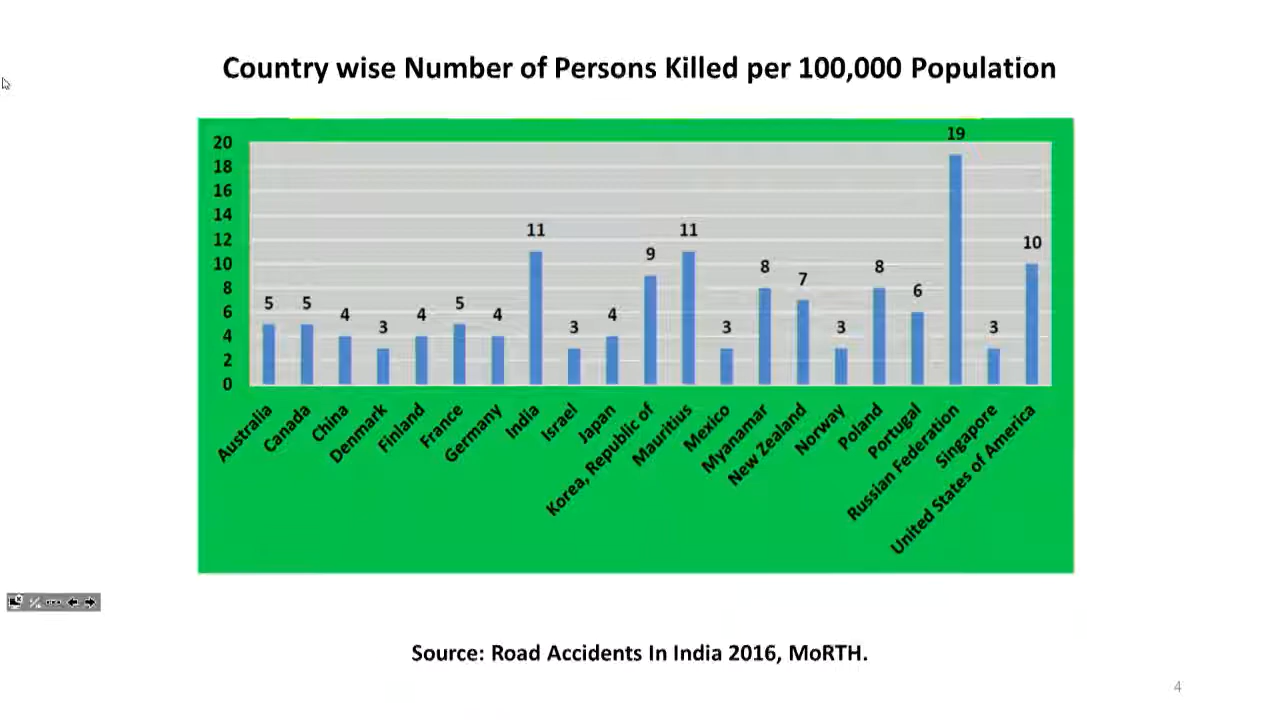 Country wise Number of Persons Killed per 100,000 Population
20
18
16
14
12
10
8
6
4
2
0
5
5
4
3
4
5
4
11
3
4
9
11
3
8
7
3
8
6
19
3
10
Australia
Canada
China
Denmark
Finland
France
Germany
India
Israel
Japan
Korea, Republic of
Mauritius
Mexico
Myanamar
New Zealand
Norway
Poland
Portugal
Russian Federation
Singapore
United States of America
Source: Road Accidents In India 2016, MoRTH.
4